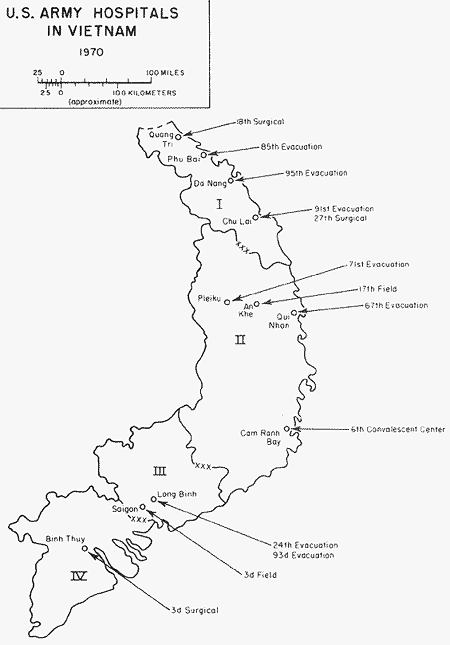 U.S. ARMY HOSPITALS
IN VIETNAM
1970
25 0 100 MILES
25 0 100 KILOMETERS
(approximate)
Quang
Tri
18th Surgical
Phu Bai
85th Evacuation
Da Nang
95th Evacuation
I
Chu Lai
91st Evacuation
27th Surgical
XXX
71st Evacuation
Pleiku
An
Khe
17th Field
Qui
Nhon
67th Evacuation
II
Cam Ranh
Bay
6th Convalescent Center
III
XXX
Long Binh
Saigon
XXX
24th Evacuation
93d Evacuation
3d Field
Binh Thuy
IV
3d Surgical